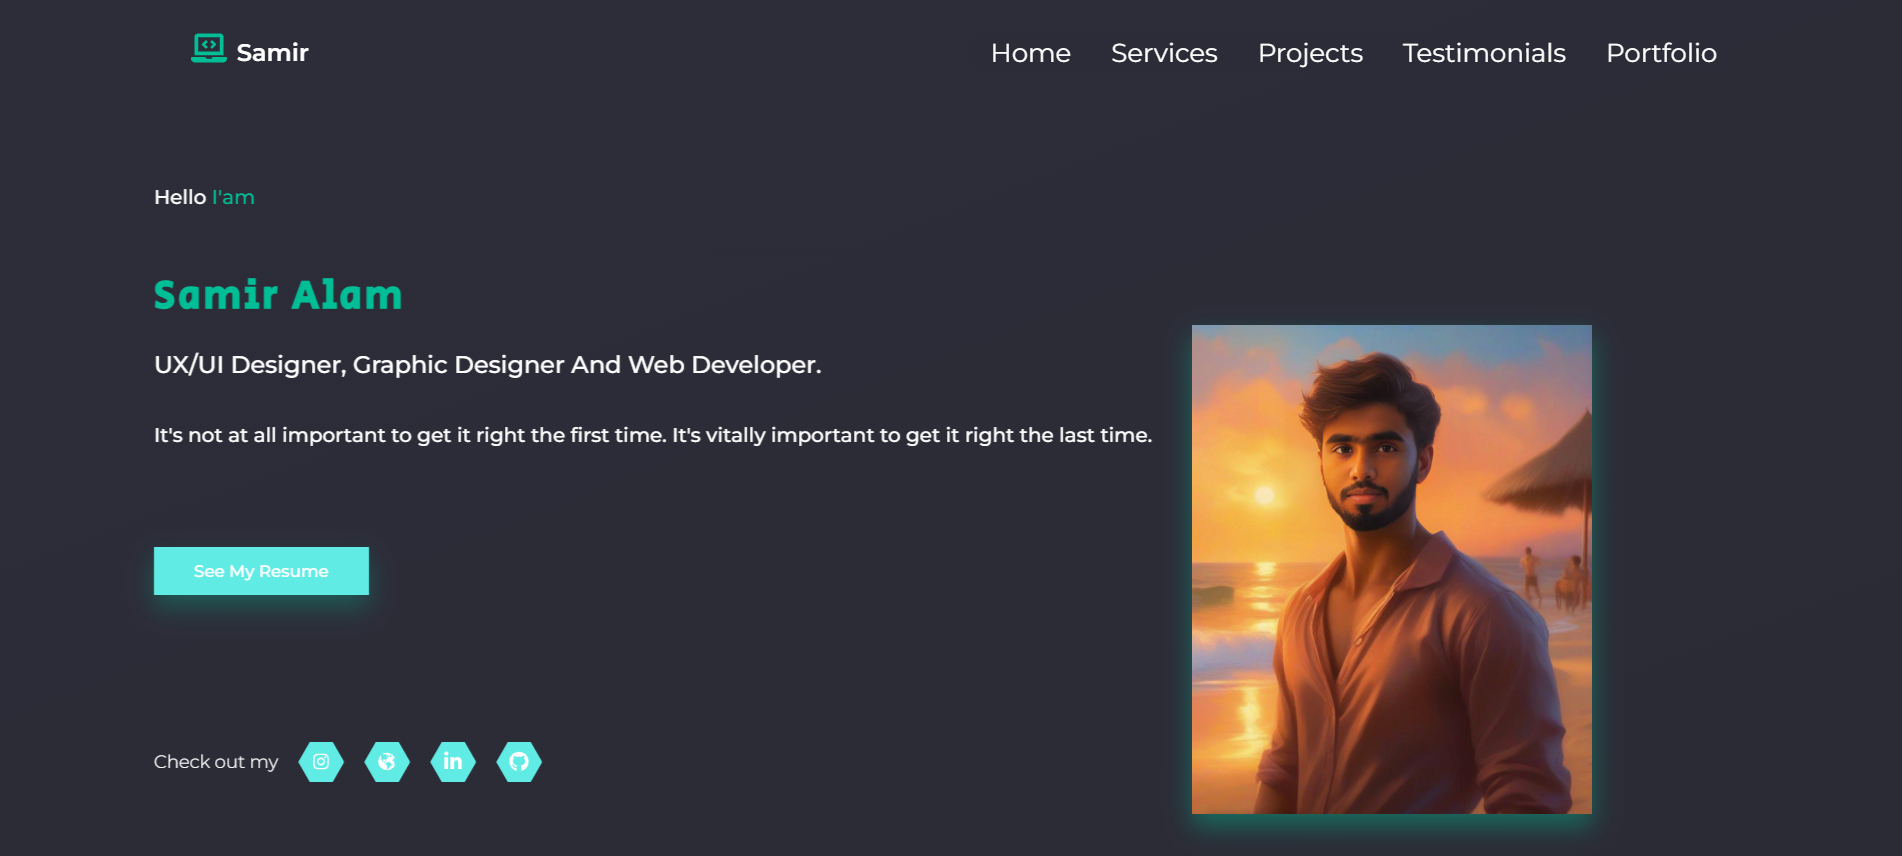 Samir
Home Services Projects Testimonials Portfolio
Hello I'am
Samir Alam
UX/UI Designer, Graphic Designer And Web Developer.
It's not at all important to get it right the first time. It's vitally important to get it right the last time.
See My Resume
Check out my